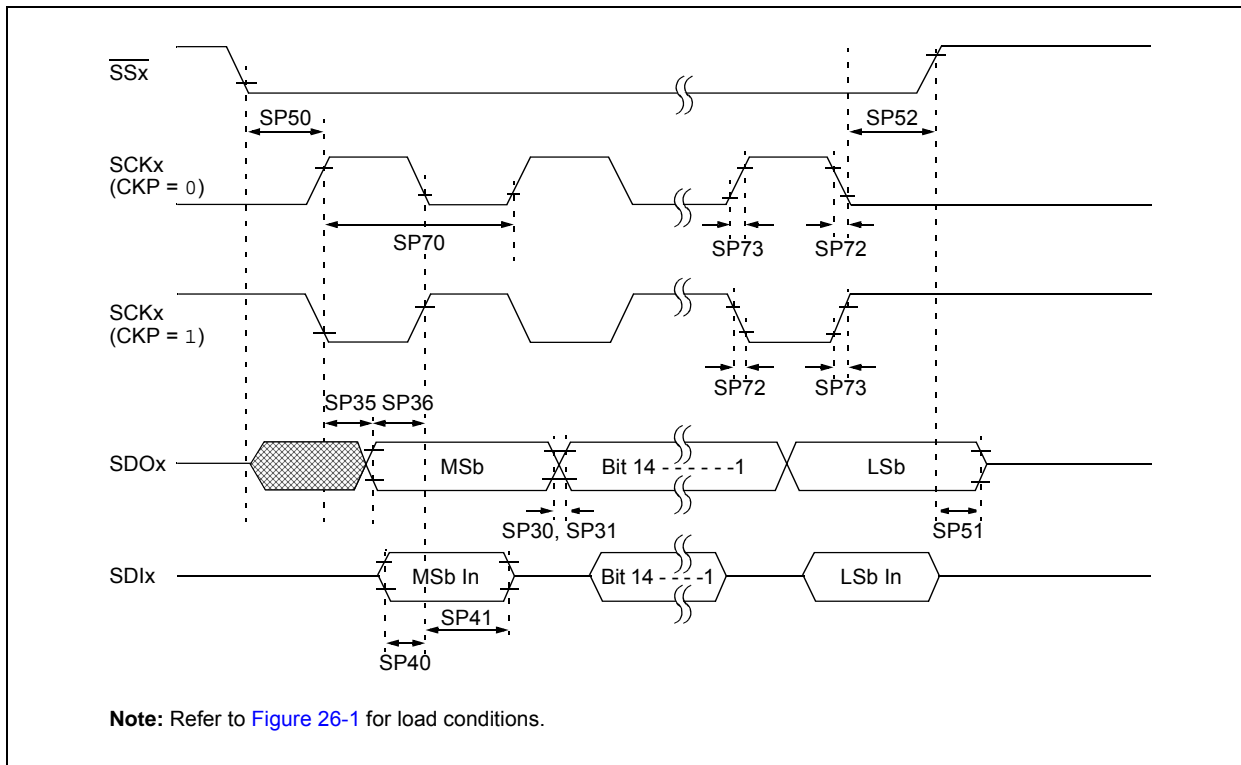 SSx
SP50
SP52
SCKx
(CKP = 0)
SP70
SP73
SP72
SCKx
(CKP = 1)
SP72
SP73
SP35
SP36
SDOx
MSb
Bit 14 - - - - - - -1
LSb
SP30, SP31
SP51
SDIx
MSb In
Bit 14 - - - - -1
LSb In
SP41
SP40
Note: Refer to Figure 26-1 for load conditions.